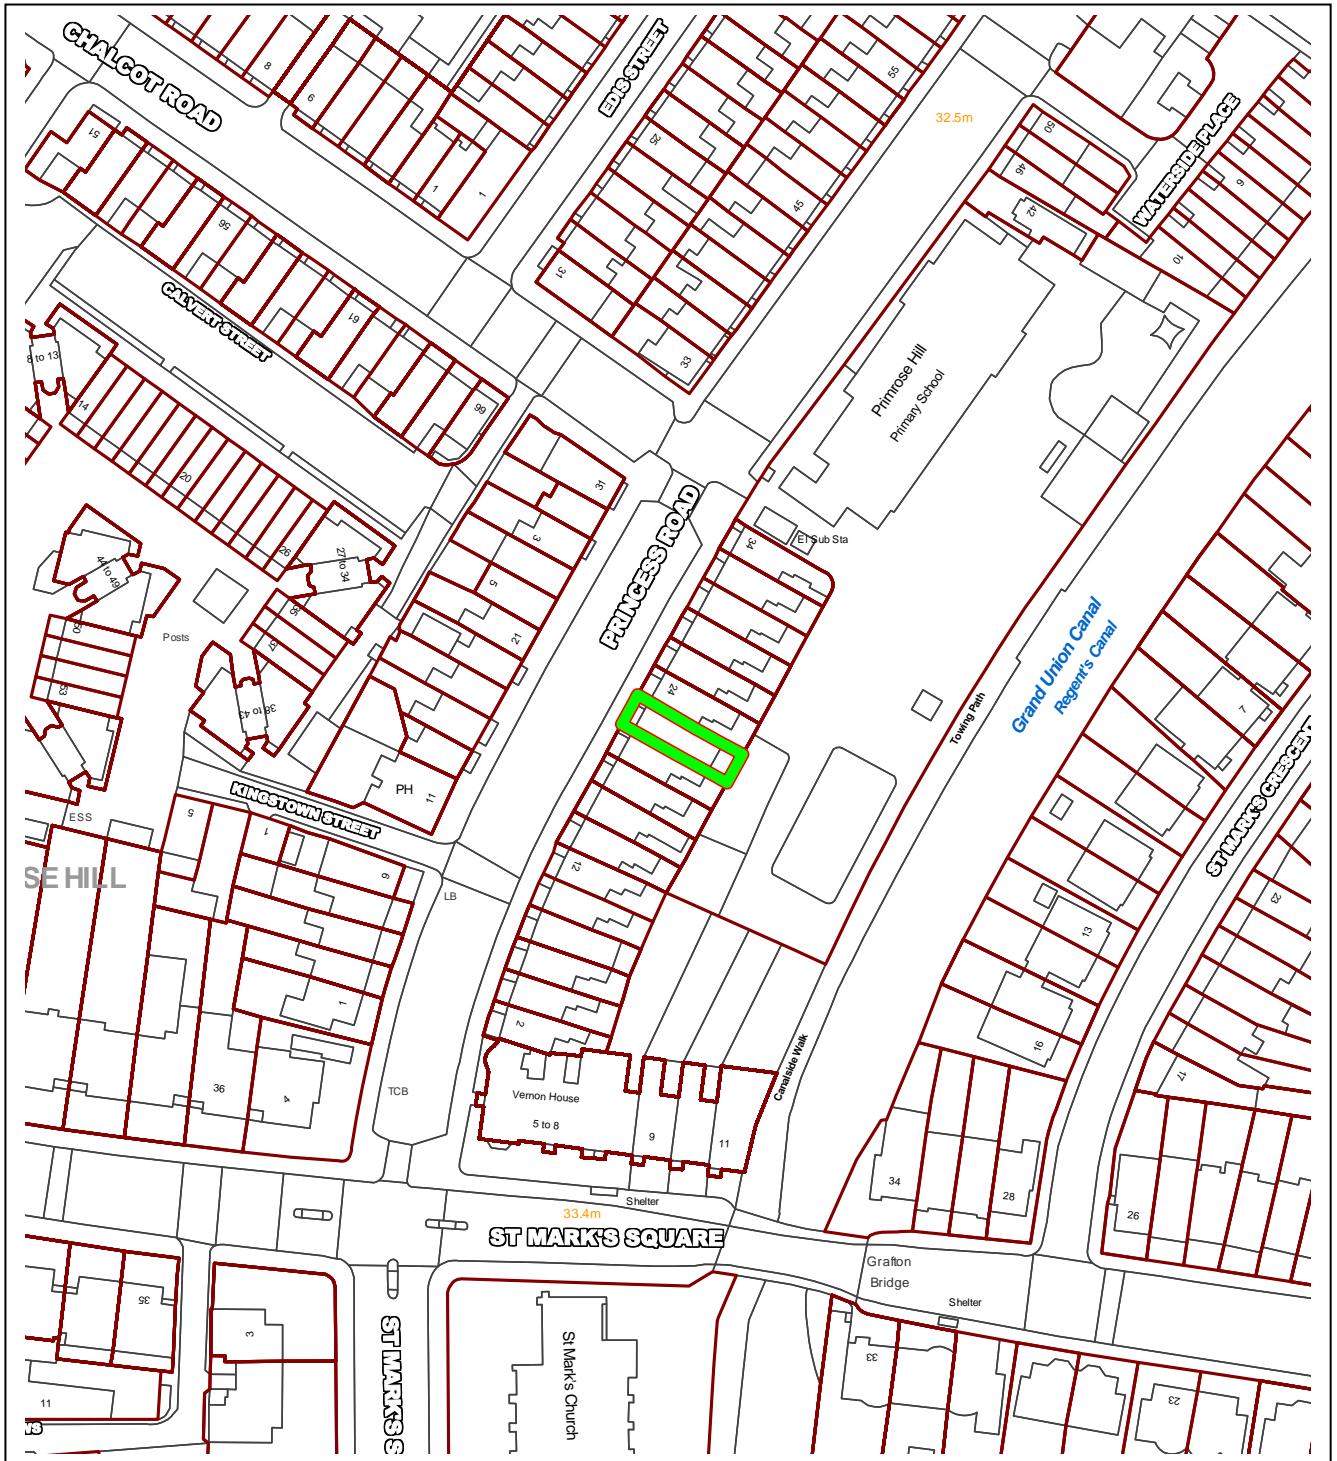 CHALCOT ROAD
8
9
EDIS STREET
55
32.5m
WATERSIDE PLACE
50
46
42
9
10
51
56
61
66
1
1
25
45
31
33
CALVERT STREET
8 to 13
14
20
26
27 to 34
Primrose Hill
Primary School
El Sub Sta
34
31
3
5
21
PRINCESS ROAD
44 to 49
50
53
Posts
35
37
38 to 43
24
Grand Union Canal
Regent's Canal
Towing Path
7
ST MARK'S CRESCENT
PH
11
KINGSTOWN STREET
ESS
5
1
6
SE HILL
LB
12
13
23
16
17
1
2
36
4
TCB
Vernon House
5 to 8
9
11
Canalside Walk
34
28
26
Shelter
33.4m
ST MARK'S SQUARE
Grafton
Bridge
Shelter
35
3
11
WS
ST MARK'S S
St Mark's Church
33
23